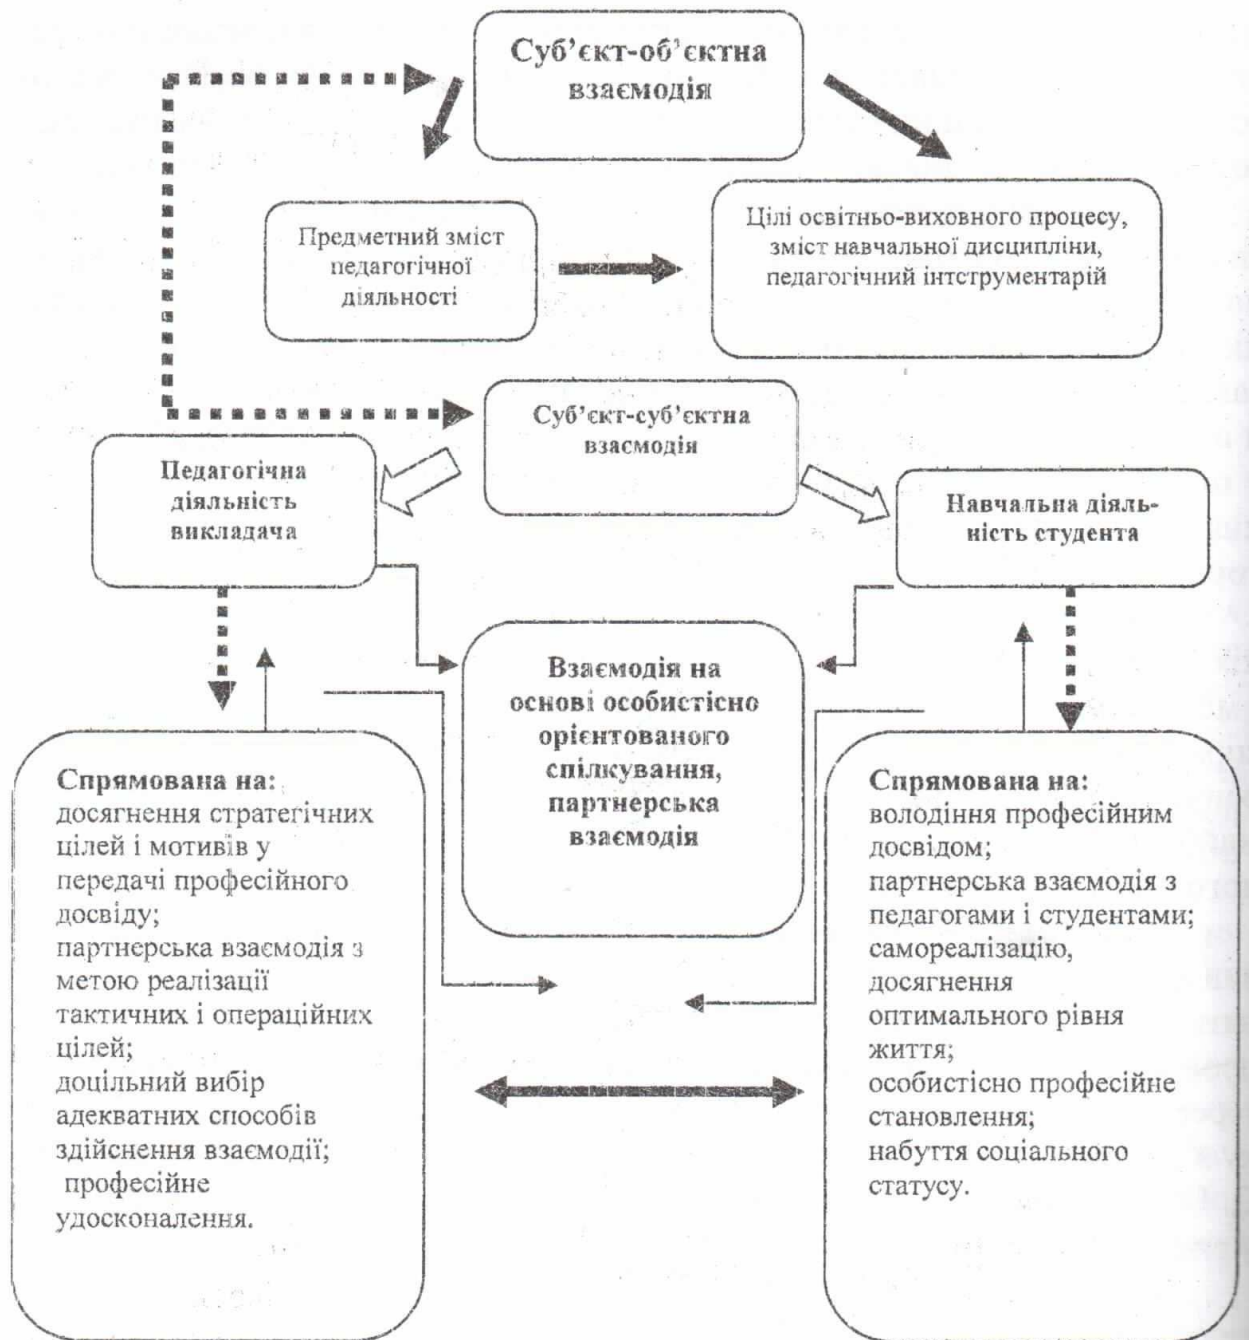 Суб’єкт-об’єктна
взаємодія
Предметний зміст
педагогічної
діяльності
Цілі освітньо-виховного процесу,
зміст навчальної дисципліни,
педагогічний інтструментарій
Суб’єкт-суб’єктна
взаємодія
Педагогічна
діяльність
викладача
Навчальна діяль-
ність студента
Взаємодія на
основі особистісно
орієнтованого
спілкування,
партнерська
взаємодія
Спрямована на:
досягнення стратегічних
цілей і мотивів у
передачі професійного
досвіду;
партнерська взаємодія з
метою реалізації
тактичних і операційних
цілей;
доцільний вибір
адекватних способів
здійснення взаємодії;
професійне
удосконалення.
Спрямована на:
володіння професійним
досвідом;
партнерська взаємодія з
педагогами і студентами;
самореалізацію,
досягнення
оптимального рівня
життя;
особистісно професійне
становлення;
набуття соціального
статусу.